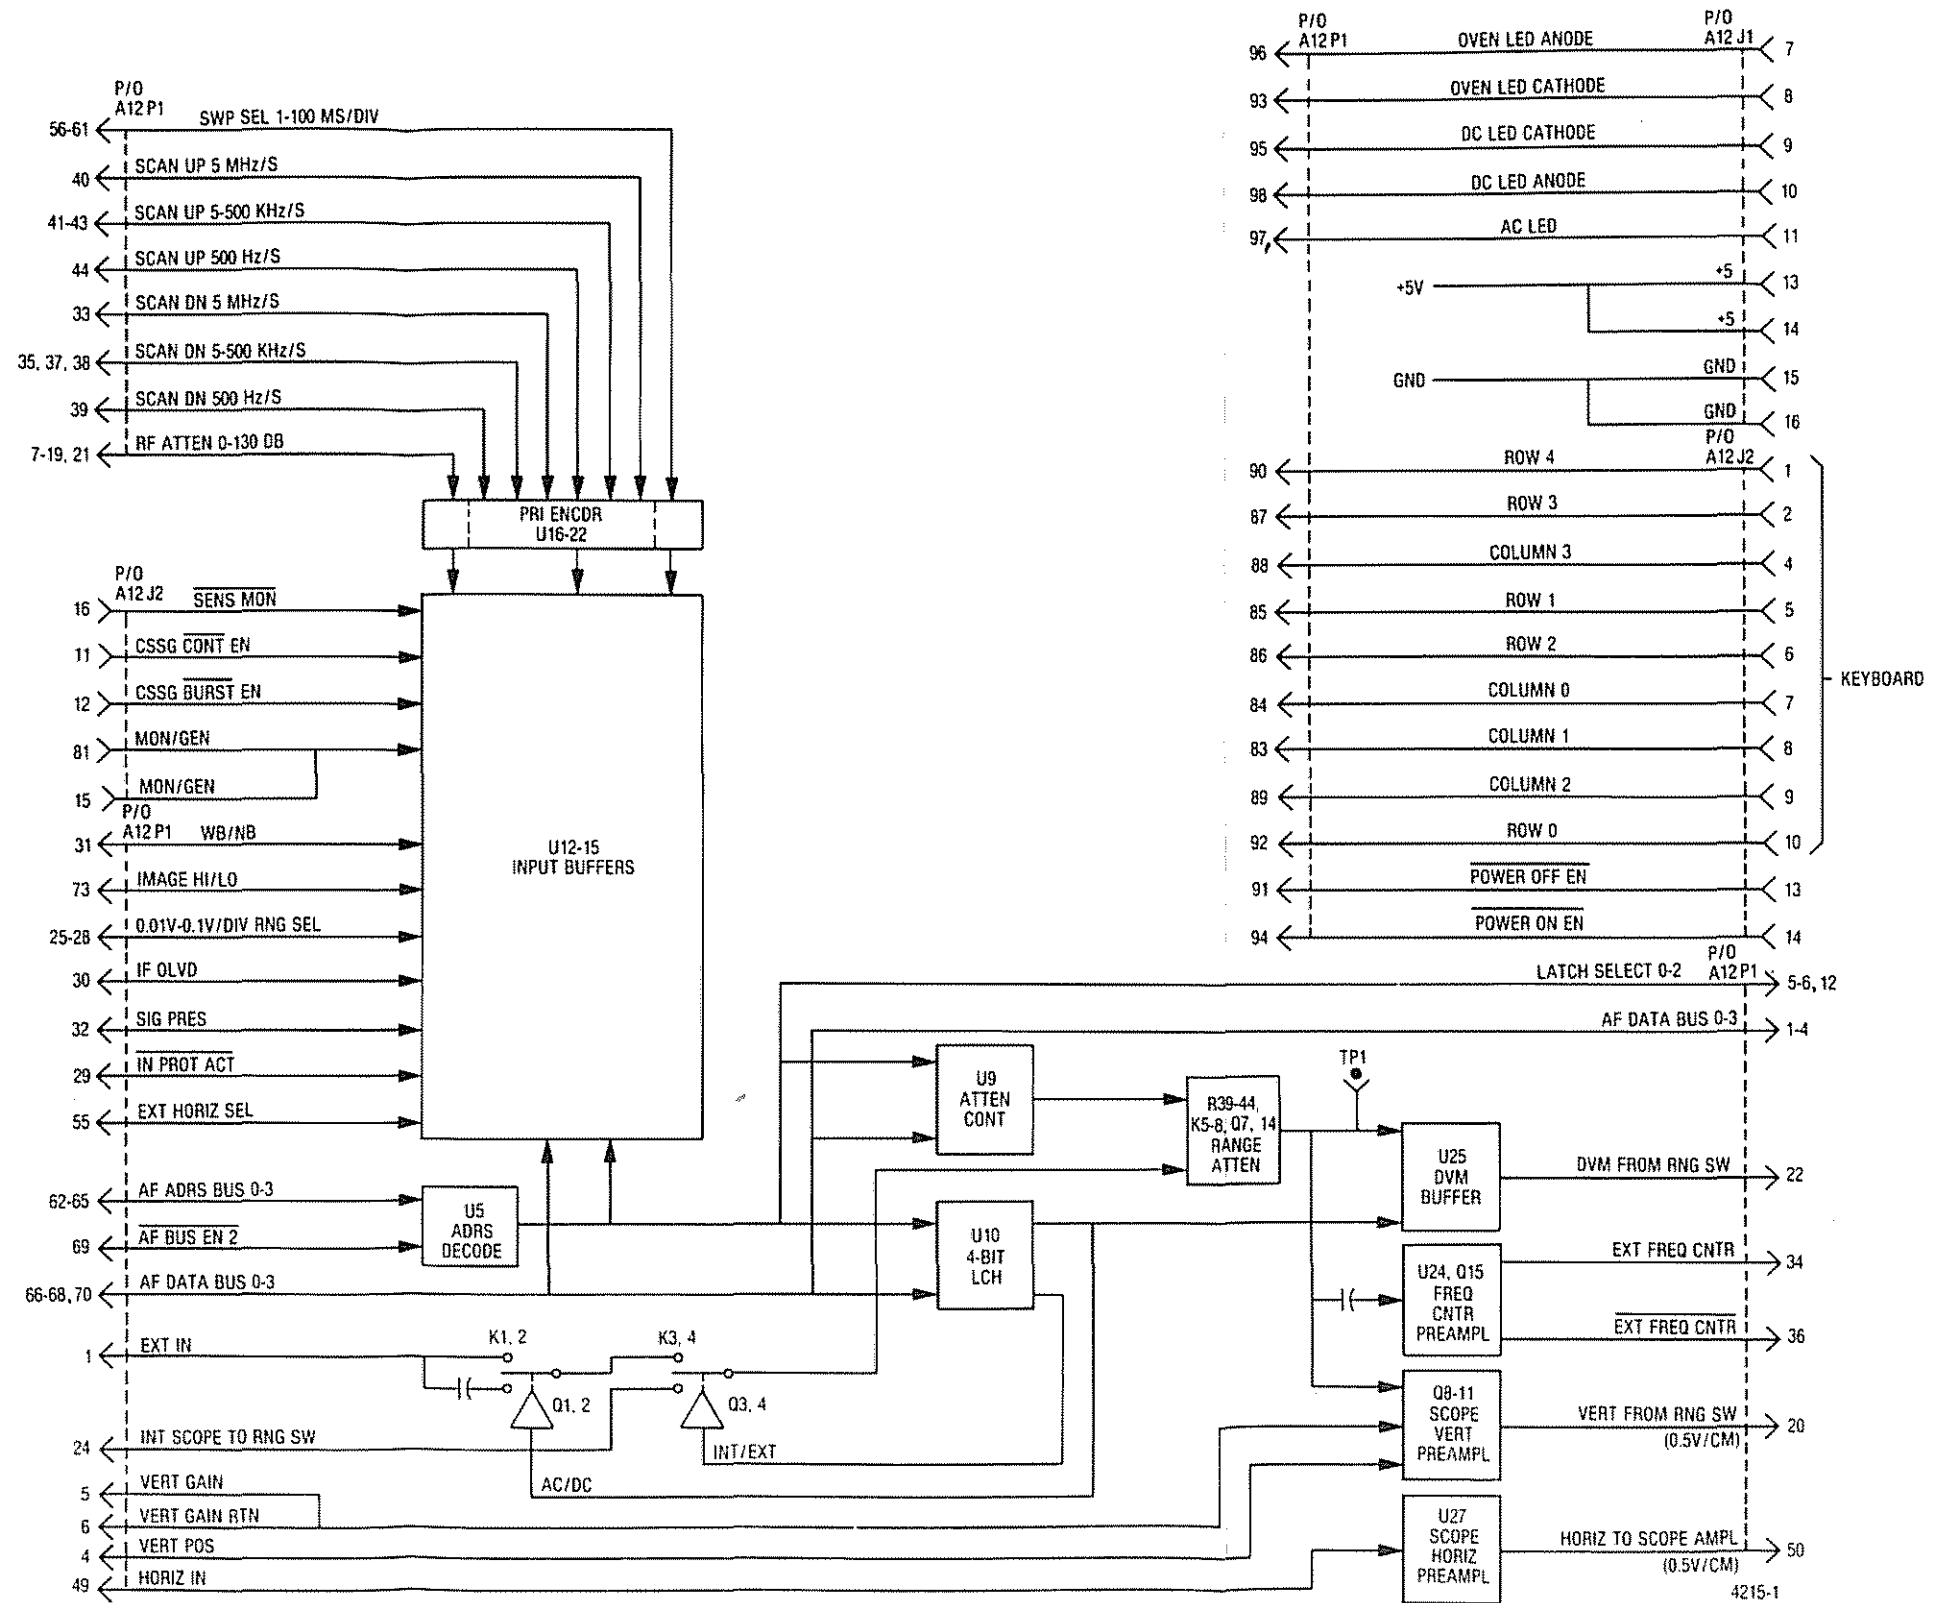 P/O
A12P1
56-61 SWP SEL 1-100 MS/DIV
40 SCAN UP 5 MHz/S
41-43 SCAN UP 5-500 KHz/S
44 SCAN UP 500 Hz/S
33 SCAN DN 5 MHz/S
35, 37, 38 SCAN DN 5-500 KHz/S
39 SCAN DN 500 Hz/S
7-19, 21 RF ATTEN 0-130 DB
PRI ENCDR
U16-22
P/O
A12J2
16 SENS MON
11 CSSG CONT EN
12 CSSG BURST EN
81 MON/GEN
15 MON/GEN
P/O
A12P1
31 WB/NB
73 IMAGE HI/LO
25-28 0.01V-0.1V/DIV RNG SEL
30 IF OLVD
32 SIG PRES
29 IN PROT ACT
55 EXT HORIZ SEL
U12-15
INPUT BUFFERS
62-65 AF ADRS BUS 0-3
69 AF BUS EN 2
66-68, 70 AF DATA BUS 0-3
U5
ADRS
DECODE
1 EXT IN
K1, 2
K3, 4
Q1, 2
Q3, 4
24 INT SCOPE TO RNG SW
INT/EXT
AC/DC
5 VERT GAIN
6 VERT GAIN RTN
4 VERT POS
49 HORIZ IN
P/O
A12P1
P/O
A12J1
96 OVEN LED ANODE 7
93 OVEN LED CATHODE 8
95 DC LED CATHODE 9
98 DC LED ANODE 10
97 AC LED 11
+5V +5 13
+5 14
GND GND 15
GND 16
P/O
A12J2
90 ROW 4 1
87 ROW 3 2
88 COLUMN 3 4
85 ROW 1 5
86 ROW 2 6
84 COLUMN 0 7
83 COLUMN 1 8
89 COLUMN 2 9
92 ROW 0 10
KEYBOARD
91 POWER OFF EN 13
94 POWER ON EN 14
P/O
A12P1
LATCH SELECT 0-2 5-6, 12
AF DATA BUS 0-3 1-4
U9
ATTEN
CONT
R39-44,
K5-8, Q7, 14
RANGE
ATTEN
TP1
U10
4-BIT
LCH
U25
DVM
BUFFER
DVM FROM RNG SW 22
U24, Q15
FREQ
CNTR
PREAMPL
EXT FREQ CNTR 34
EXT FREQ CNTR 36
Q8-11
SCOPE
VERT
PREAMPL
VERT FROM RNG SW 20
(0.5V/CM)
U27
SCOPE
HORIZ
PREAMPL
HORIZ TO SCOPE AMPL 50
(0.5V/CM)
4215-1